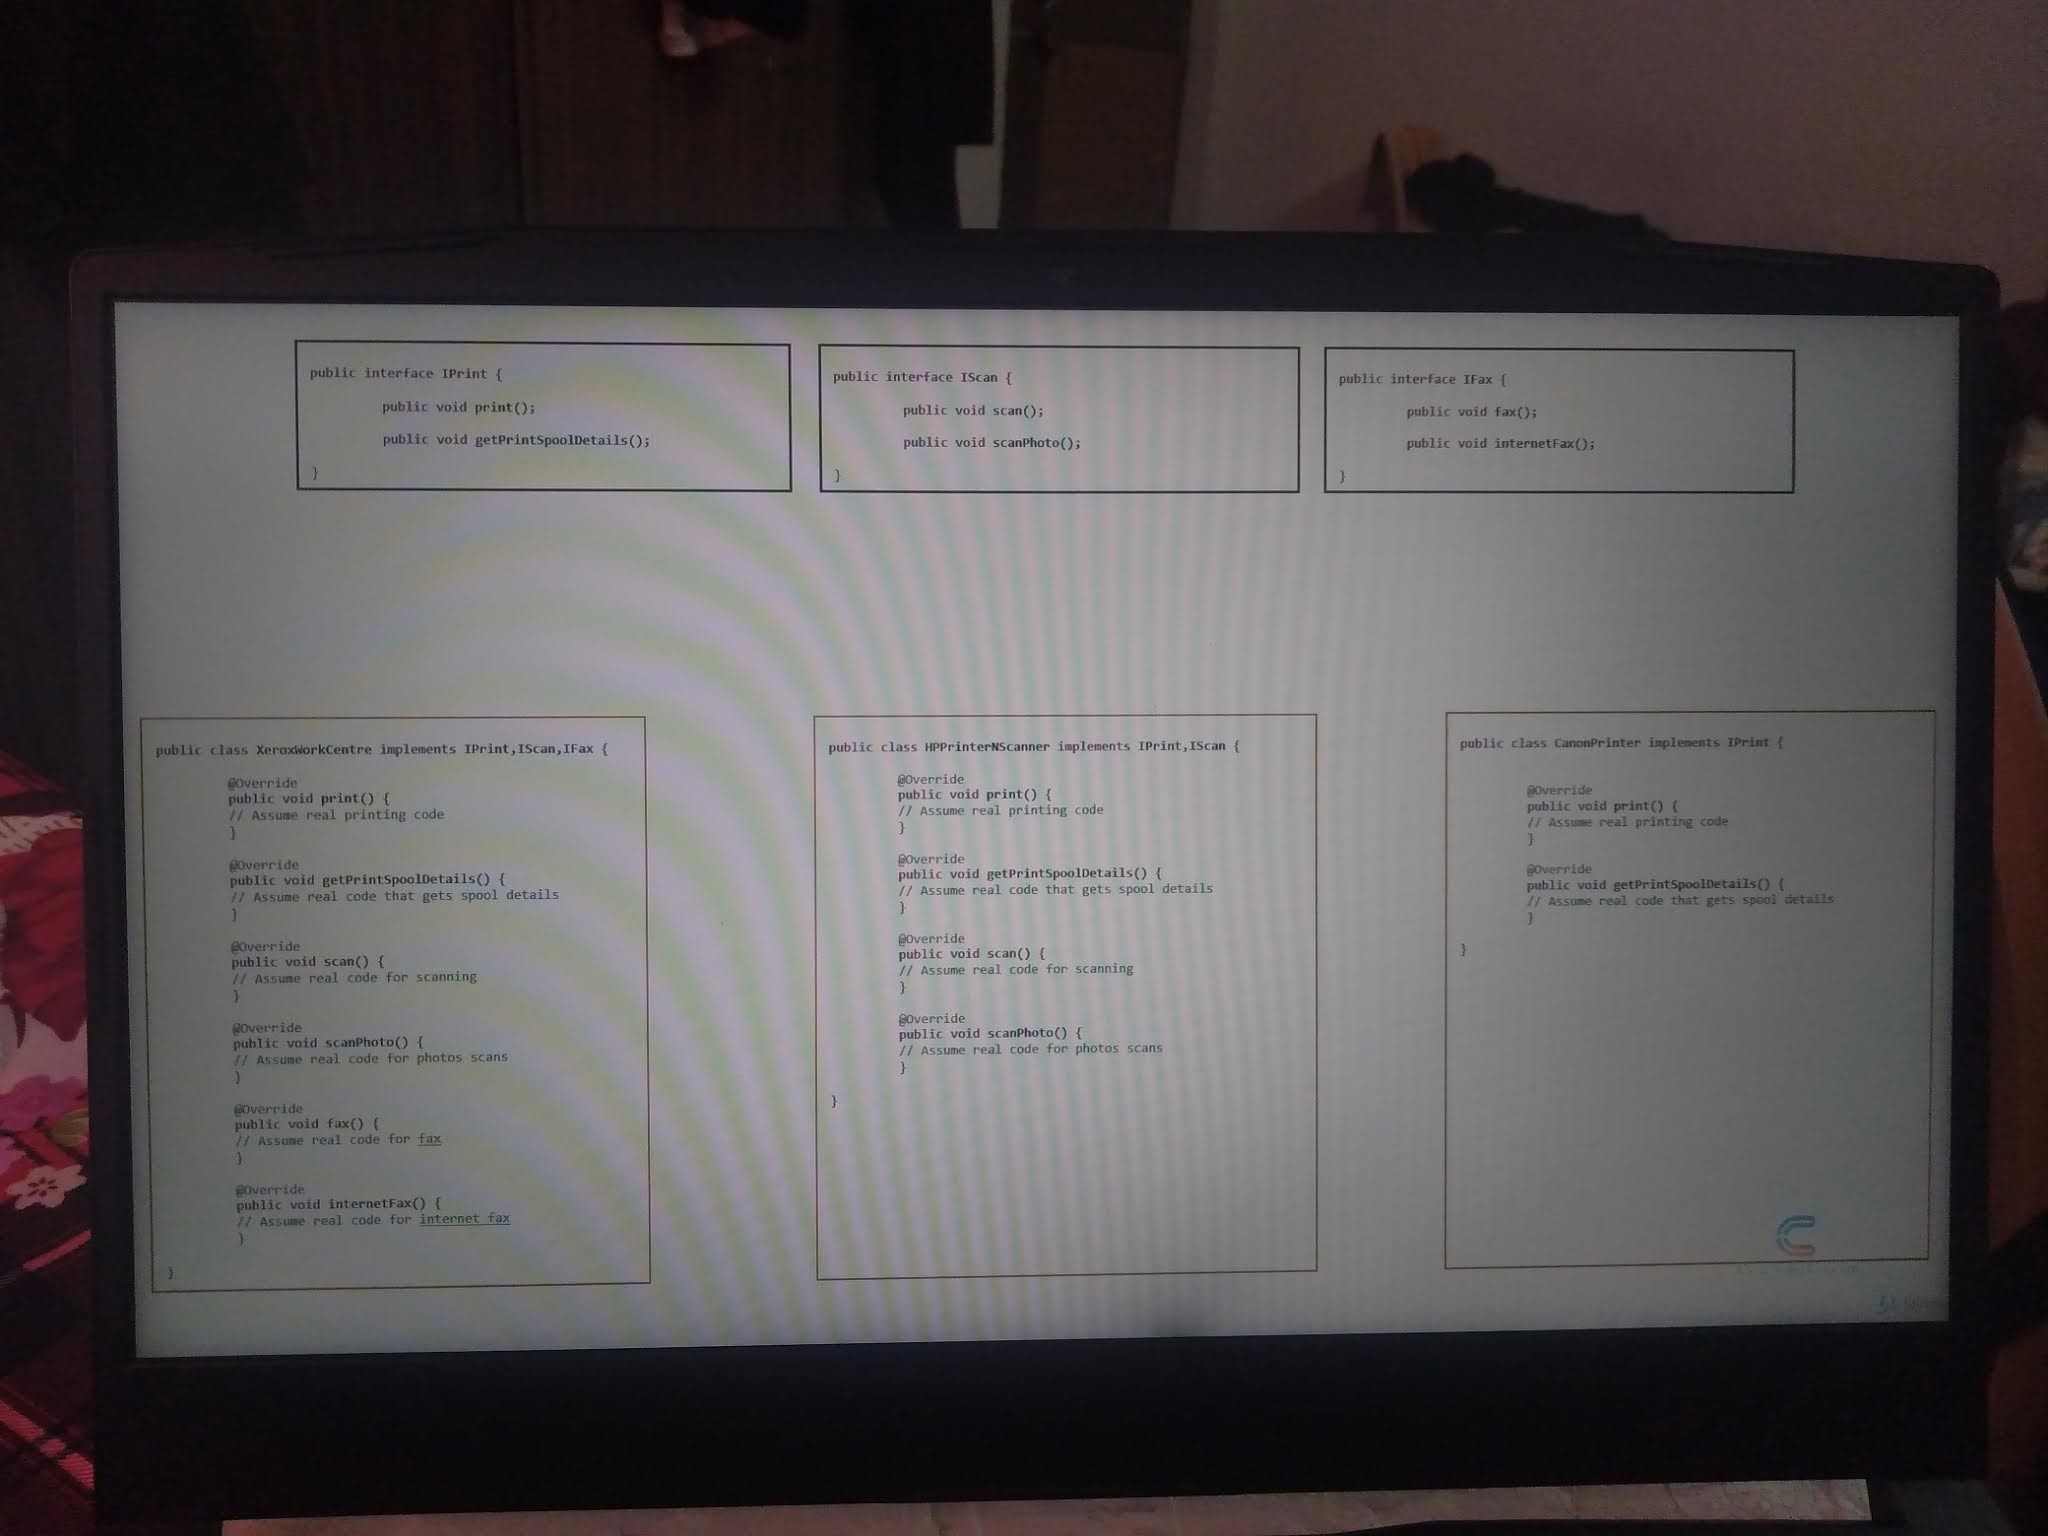 public interface IPrint {
public void print();
public void getPrintSpoolDetails();
}
public interface IScan {
public void scan();
public void scanPhoto();
}
public interface IFax {
public void fax();
public void internetFax();
}
public class XeroxWorkCentre implements IPrint,IScan,IFax {
@Override
public void print() {
// Assume real printing code
}
@Override
public void getPrintSpoolDetails() {
// Assume real code that gets spool details
}
@Override
public void scan() {
// Assume real code for scanning
}
@Override
public void scanPhoto() {
// Assume real code for photos scans
}
@Override
public void fax() {
// Assume real code for fax
}
@Override
public void internetFax() {
// Assume real code for internet fax
}
}
public class HPPrinterNScanner implements IPrint,IScan {
@Override
public void print() {
// Assume real printing code
}
@Override
public void getPrintSpoolDetails() {
// Assume real code that gets spool details
}
@Override
public void scan() {
// Assume real code for scanning
}
@Override
public void scanPhoto() {
// Assume real code for photos scans
}
}
public class CanonPrinter implements IPrint {
@Override
public void print() {
// Assume real printing code
}
@Override
public void getPrintSpoolDetails() {
// Assume real code that gets spool details
}
}